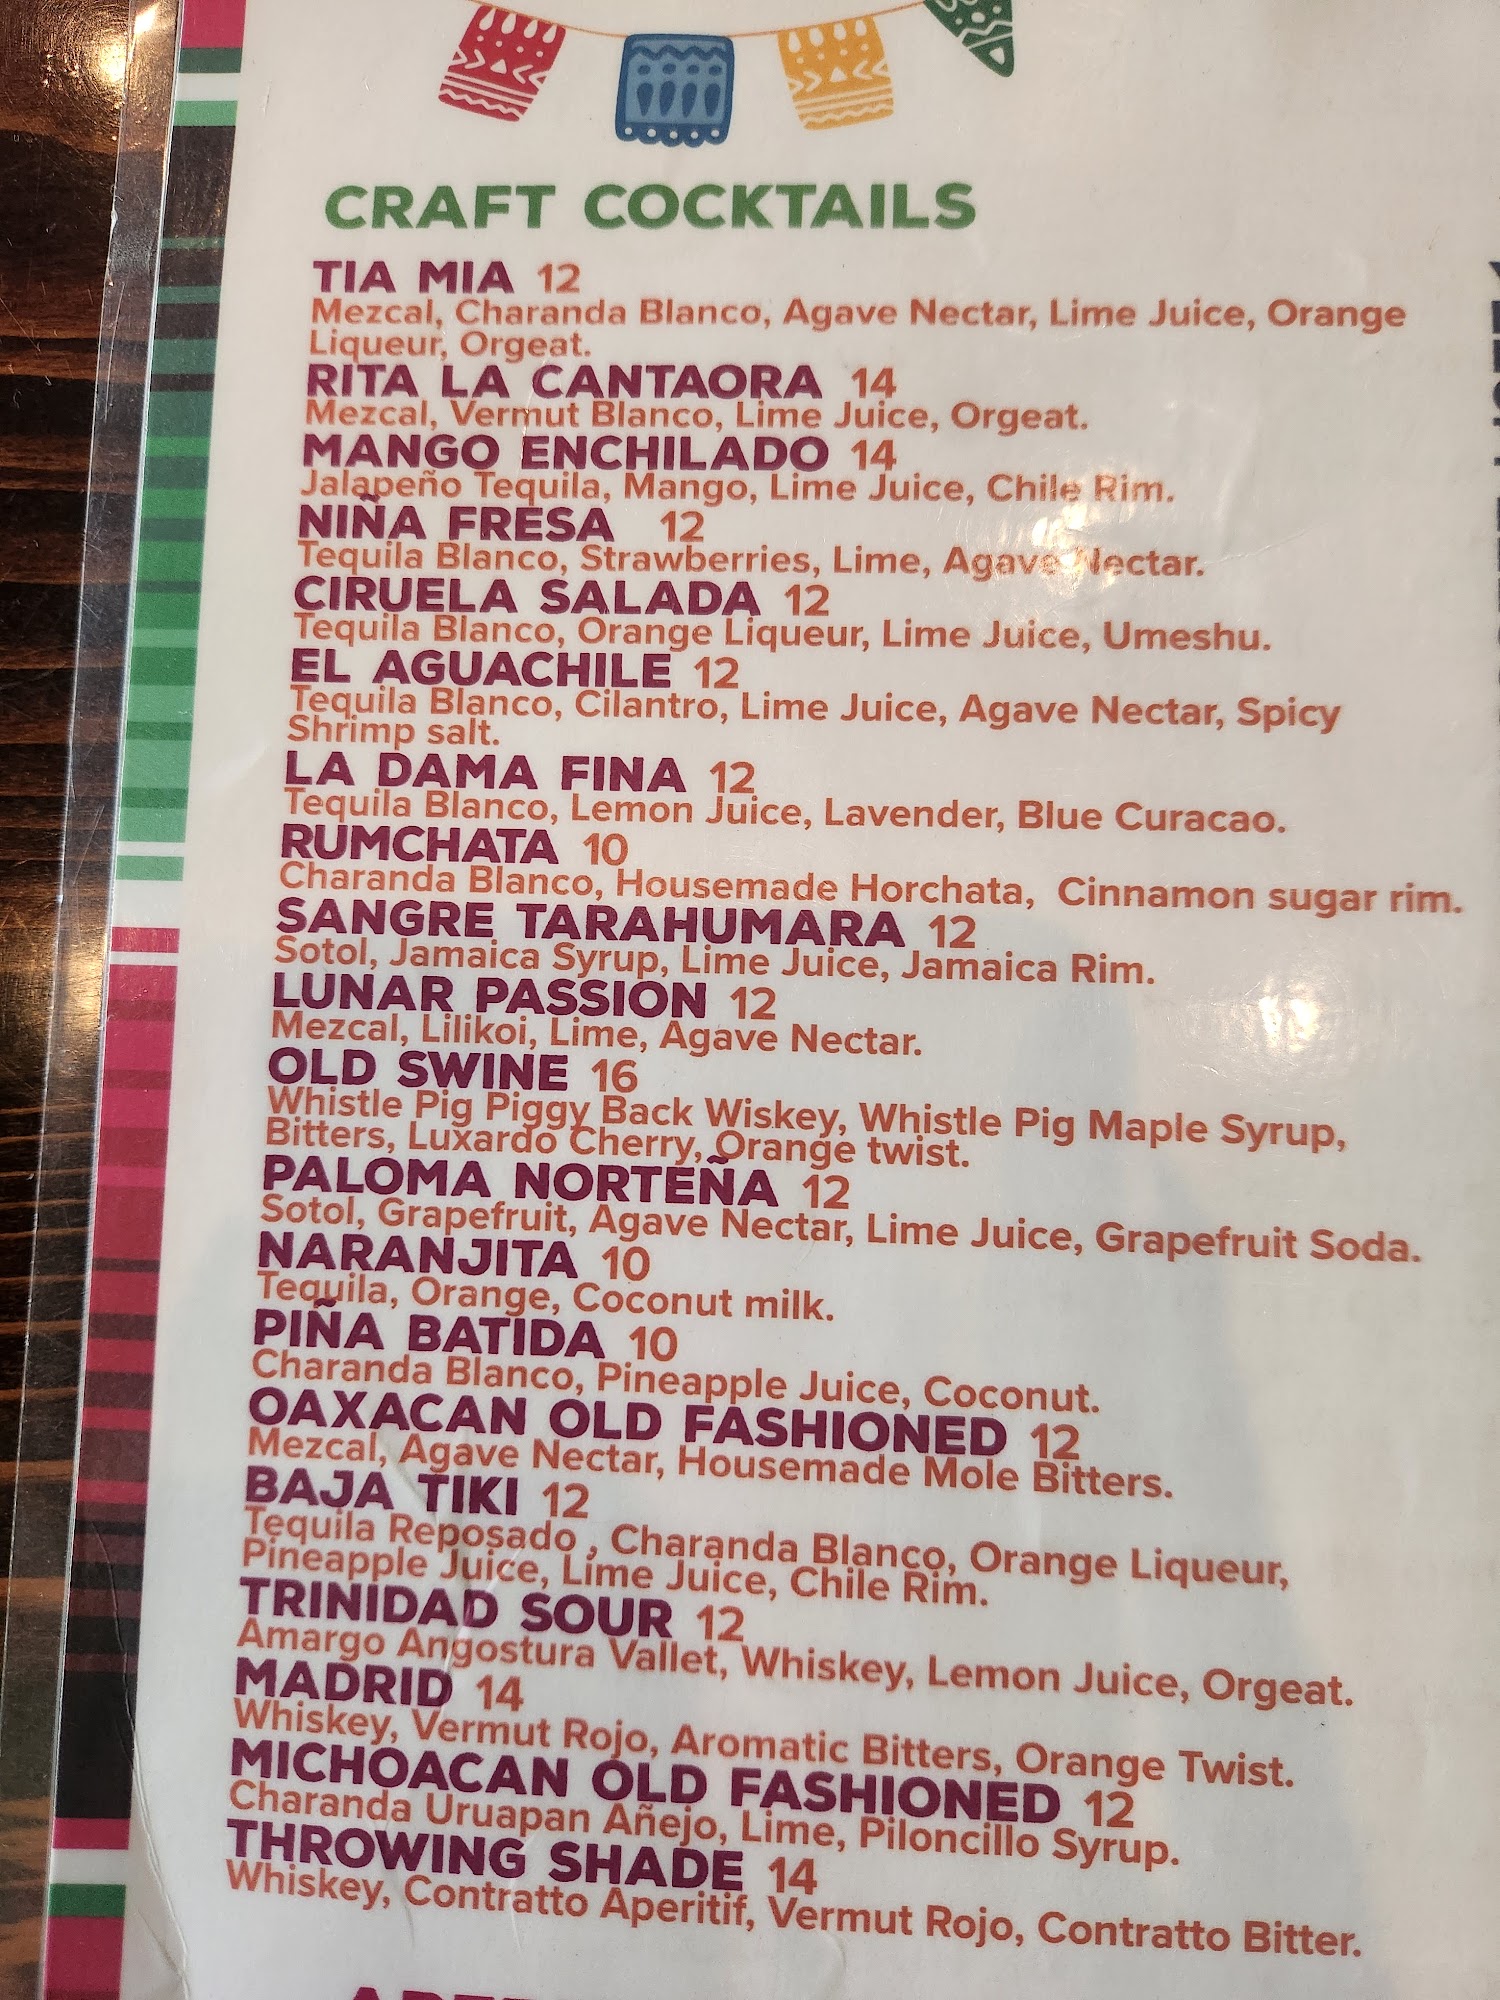 CRAFT COCKTAILS
TIA MIA 12
Mezcal, Charanda Blanco, Agave Nectar, Lime Juice, Orange
Liqueur, Orgeat.
RITA LA CANTAORA 14
Mezcal, Vermut Blanco, Lime Juice, Orgeat.
MANGO ENCHILADO 14
Jalapeño Tequila, Mango, Lime Juice, Chile Rim.
NIÑA FRESA 12
Tequila Blanco, Strawberries, Lime, Agave Nectar.
CIRUELA SALADA 12
Tequila Blanco, Orange Liqueur, Lime Juice, Umeshu.
EL AGUACHILE 12
Tequila Blanco, Cilantro, Lime Juice, Agave Nectar, Spicy
Shrimp salt.
LA DAMA FINA 12
Tequila Blanco, Lemon Juice, Lavender, Blue Curacao.
RUMCHATA 10
Charanda Blanco, Housemade Horchata, Cinnamon sugar rim.
SANGRE TARAHUMARA 12
Sotol, Jamaica Syrup, Lime Juice, Jamaica Rim.
LUNAR PASSION 12
Mezcal, Lilikoi, Lime, Agave Nectar.
OLD SWINE 16
Whistle Pig Piggy Back Wiskey, Whistle Pig Maple Syrup,
Bitters, Luxardo Cherry, Orange twist.
PALOMA NORTEÑA 12
Sotol, Grapefruit, Agave Nectar, Lime Juice, Grapefruit Soda.
NARANJITA 10
Tequila, Orange, Coconut milk.
PIÑA BATIDA 10
Charanda Blanco, Pineapple Juice, Coconut.
OAXACAN OLD FASHIONED 12
Mezcal, Agave Nectar, Housemade Mole Bitters.
BAJA TIKI 12
Tequila Reposado , Charanda Blanco, Orange Liqueur,
Pineapple Juice, Lime Juice, Chile Rim.
TRINIDAD SOUR 12
Amargo Angostura Vallet, Whiskey, Lemon Juice, Orgeat.
MADRID 14
Whiskey, Vermut Rojo, Aromatic Bitters, Orange Twist.
MICHOACAN OLD FASHIONED 12
Charanda Uruapan Añejo, Lime, Piloncillo Syrup.
THROWING SHADE 14
Whiskey, Contratto Aperitif, Vermut Rojo, Contratto Bitter.